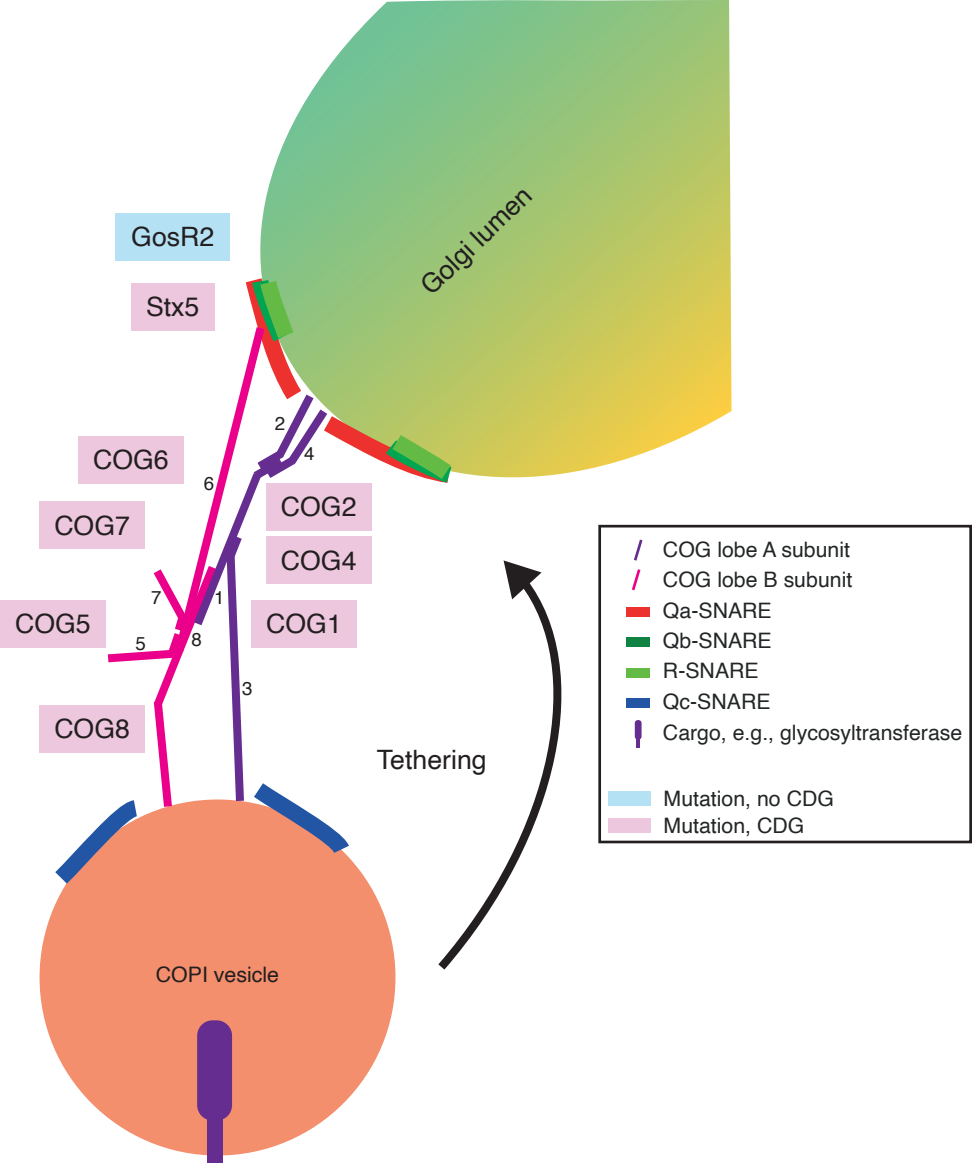 Golgi lumen
GosR2
Stx5
2
4
COG6
6
COG2
COG7
COG4
7
1
COG5
5
8
COG1
3
COG8
Tethering
COPI vesicle
COG lobe A subunit
COG lobe B subunit
Qa-SNARE
Qb-SNARE
R-SNARE
Qc-SNARE
Cargo, e.g., glycosyltransferase
Mutation, no CDG
Mutation, CDG